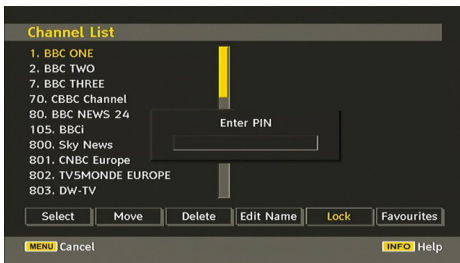 Channel List
1. BBC ONE
2. BBC TWO
7. BBC THREE
70. CBBC Channel
80. BBC NEWS 24
105. BBCi
800. Sky News
801. CNBC Europe
802. TV5MONDE EUROPE
803. DW-TV
Enter PIN
Select Move Delete Edit Name Lock Favourites
MENU Cancel INFO Help